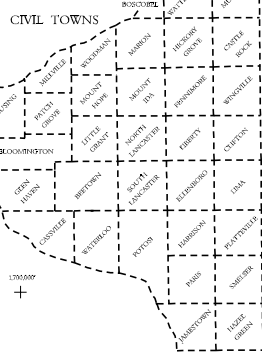 BOSCOBEL
CIVIL TOWNS
WOODMAN
MARION
HICKORY
GROVE
CASTLE
ROCK
MILLVILLE
PATCH
GROVE
MOUNT
HOPE
MOUNT
IDA
FENNIMORE
WINGVILLE
LITTLE
GRANT
NORTH
LANCASTER
LIBERTY
CLIFTON
BLOOMINGTON
GLEN
HAVEN
BEETOWN
SOUTH
LANCASTER
ELLENBORO
LIMA
CASSVILLE
WATERLOO
POTOSI
HARRISON
PLATTEVILLE
PARIS
SMELSER
JAMESTOWN
HAZEL
GREEN